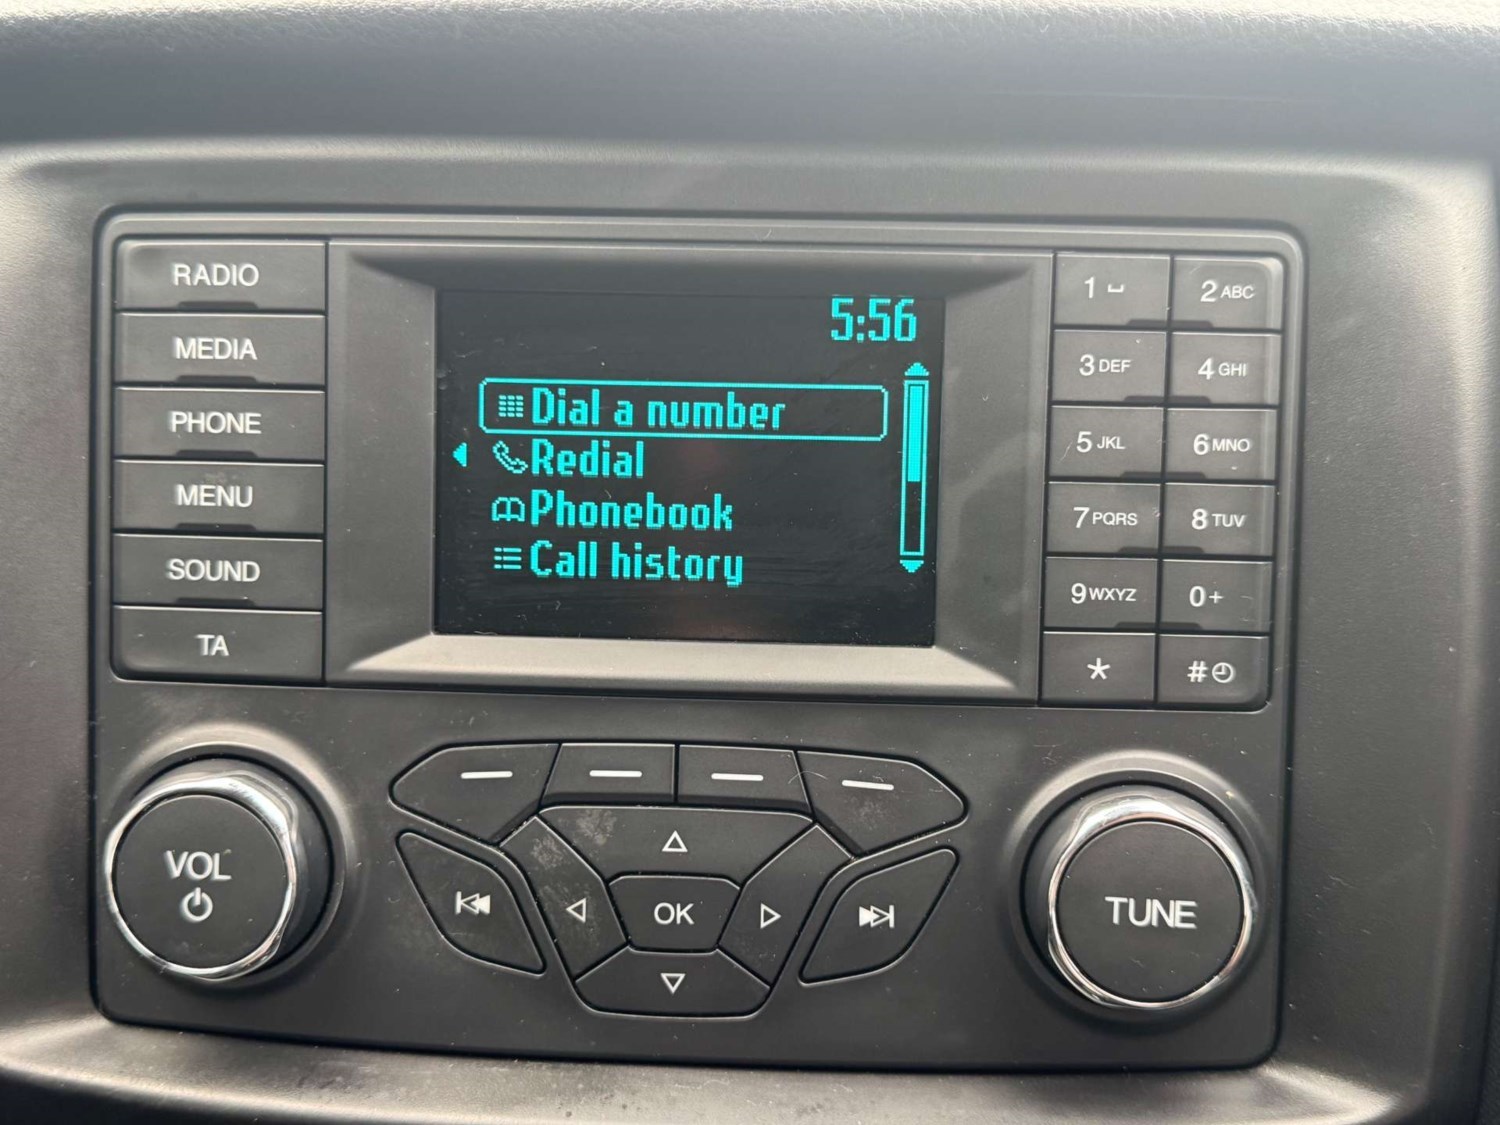 RADIO
MEDIA
PHONE
MENU
SOUND
TA
5:56
Dial a number
Redial
Phonebook
Call history
1 2 ABC
3 DEF 4 GHI
5 JKL 6 MNO
7 PQRS 8 TUV
9 WXYZ 0 +
* #
VOL
OK
TUNE